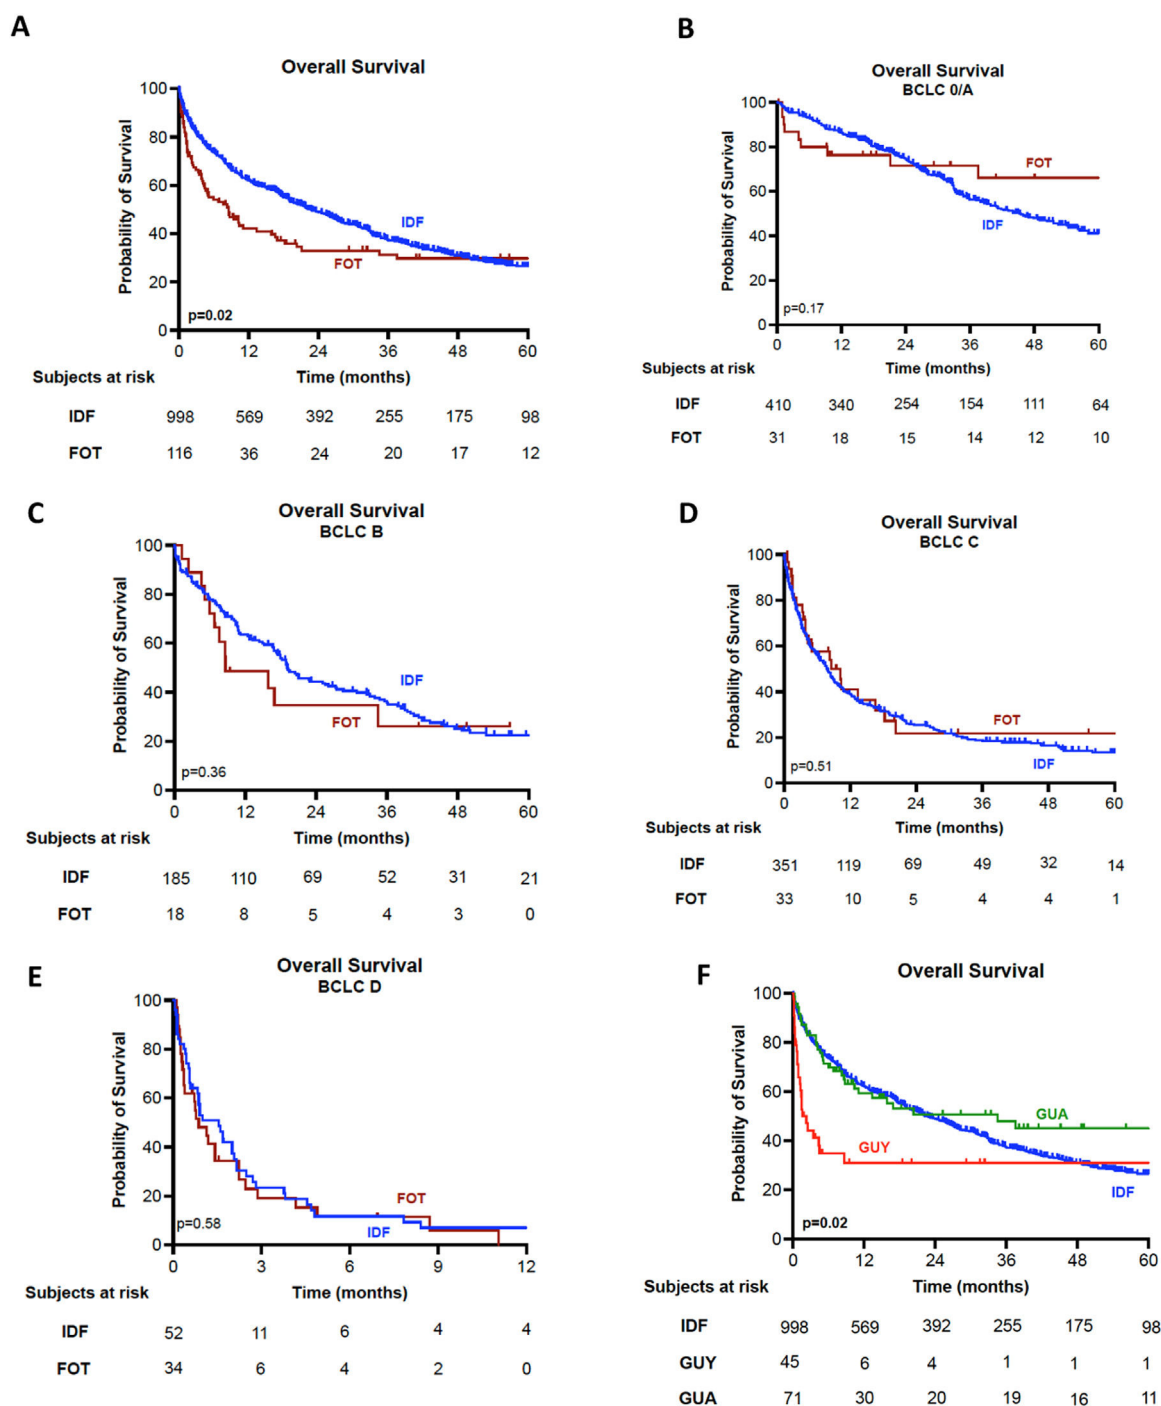 A
Overall Survival
Probability of Survival
100
80
60
40
20
0
IDF
FOT
p=0.02
0 12 24 36 48 60
Subjects at risk Time (months)
IDF 998 569 392 255 175 98
FOT 116 36 24 20 17 12
B
Overall Survival
BCLC 0/A
Probability of Survival
100
80
60
40
20
0
FOT
IDF
p=0.17
0 12 24 36 48 60
Subjects at risk Time (months)
IDF 410 340 254 154 111 64
FOT 31 18 15 14 12 10
C
Overall Survival
BCLC B
Probability of Survival
100
80
60
40
20
0
IDF
FOT
p=0.36
0 12 24 36 48 60
Subjects at risk Time (months)
IDF 185 110 69 52 31 21
FOT 18 8 5 4 3 0
D
Overall Survival
BCLC C
Probability of Survival
100
80
60
40
20
0
FOT
IDF
p=0.51
0 12 24 36 48 60
Subjects at risk Time (months)
IDF 351 119 69 49 32 14
FOT 33 10 5 4 4 1
E
Overall Survival
BCLC D
Probability of Survival
100
80
60
40
20
0
FOT
IDF
p=0.58
0 3 6 9 12
Subjects at risk Time (months)
IDF 52 11 6 4 4
FOT 34 6 4 2 0
F
Overall Survival
Probability of Survival
100
80
60
40
20
0
GUA
GUY
IDF
p=0.02
0 12 24 36 48 60
Subjects at risk Time (months)
IDF 998 569 392 255 175 98
GUY 45 6 4 1 1 1
GUA 71 30 20 19 16 11